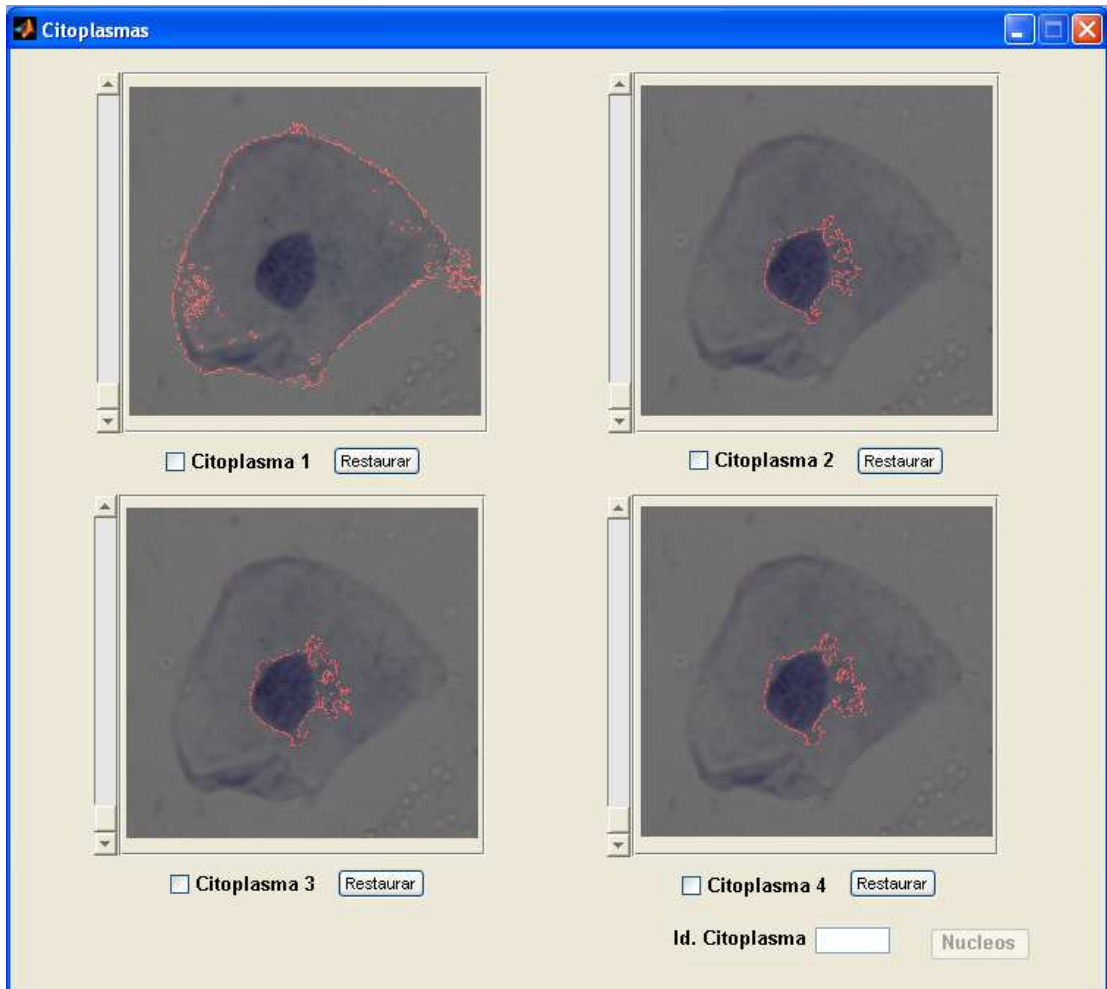 Citoplasmas
Citoplasma 1 Restaurar
Citoplasma 2 Restaurar
Citoplasma 3 Restaurar
Citoplasma 4 Restaurar
Id. Citoplasma
Nucleos